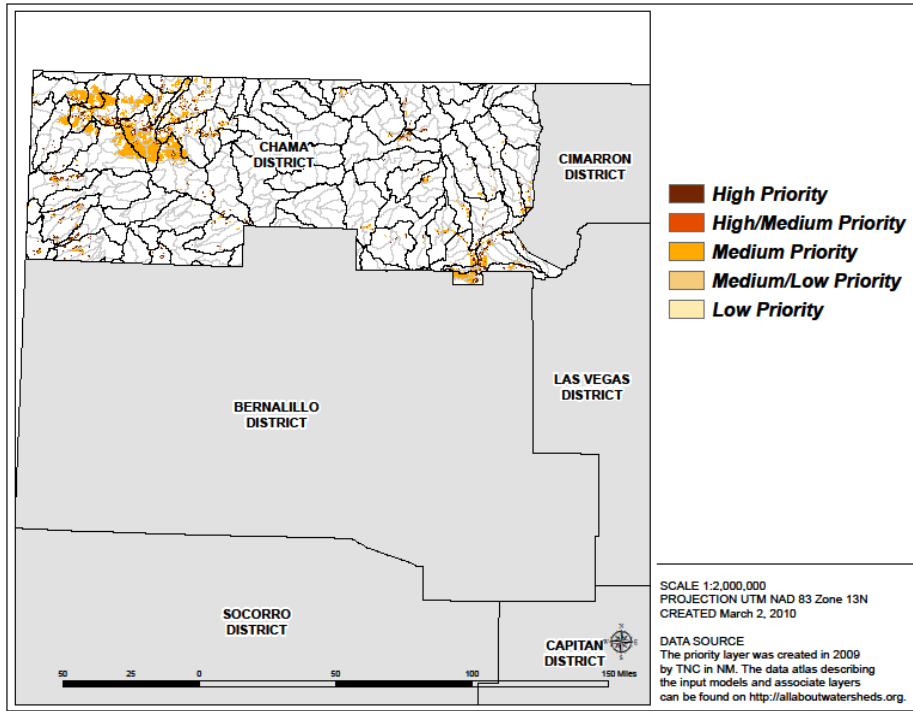 CHAMA
DISTRICT
CIMARRON
DISTRICT
High Priority
High/Medium Priority
Medium Priority
Medium/Low Priority
Low Priority
LAS VEGAS
DISTRICT
BERNALILLO
DISTRICT
SOCORRO
DISTRICT
CAPITAN
DISTRICT
N
W
E
S
50 25 0 50 100 150 Miles
SCALE 1:2,000,000
PROJECTION UTM NAD 83 Zone 13N
CREATED March 2, 2010
DATA SOURCE
The priority layer was created in 2009
by TNC in NM. The data atlas describing
the input models and associate layers
can be found on http://allaboutwatersheds.org.